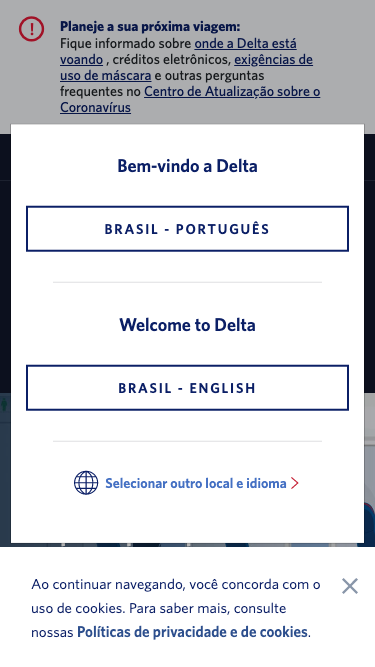 Planeje a sua próxima viagem:
Fique informado sobre onde a Delta está
voando , créditos eletrônicos, exigências de
uso de máscara e outras perguntas
frequentes no Centro de Atualização sobre o
Coronavírus
Bem-vindo a Delta
BRASIL - PORTUGUÊS
Welcome to Delta
BRASIL - ENGLISH
Selecionar outro local e idioma
Ao continuar navegando, você concorda com o
uso de cookies. Para saber mais, consulte
nossas Políticas de privacidade e de cookies.